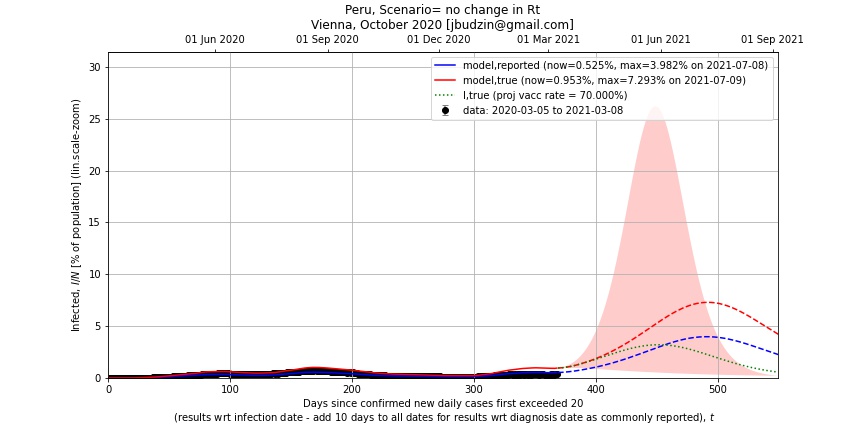 Peru, Scenario= no change in Rt
Vienna, October 2020 [jbudzin@gmail.com]
01 Jun 2020 01 Sep 2020 01 Dec 2020 01 Mar 2021 01 Jun 2021 01 Sep 2021
model,reported (now=0.525%, max=3.982% on 2021-07-08)
model,true (now=0.953%, max=7.293% on 2021-07-09)
I,true (proj vacc rate = 70.000%)
data: 2020-03-05 to 2021-03-08
Infected, I/N [% of population] (lin.scale-zoom)
30
25
20
15
10
5
0
0 100 200 300 400 500
Days since confirmed new daily cases first exceeded 20
(results wrt infection date - add 10 days to all dates for results wrt diagnosis date as commonly reported), t